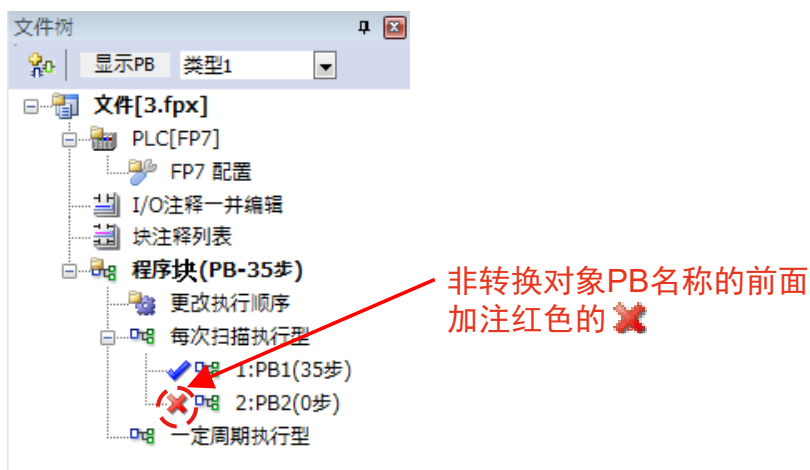 文件树
显示PB 类型1
文件[3.fpx]
PLC[FP7]
FP7 配置
I/O注释一并编辑
块注释列表
程序块(PB-35步)
更改执行顺序
每次扫描执行型
1:PB1(35步)
2:PB2(0步)
一定周期执行型
非转换对象PB名称的前面
加注红色的